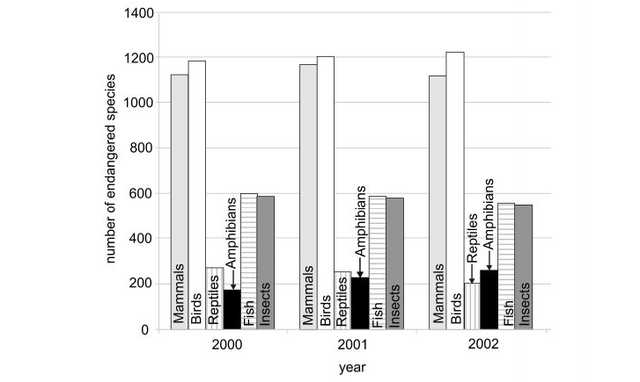 1400
1200
1000
800
600
400
200
0
number of endangered species
Mammals
Birds
Reptiles
Amphibians
Fish
Insects
Mammals
Birds
Reptiles
Amphibians
Fish
Insects
Mammals
Birds
Reptiles
Amphibians
Fish
Insects
2000 2001 2002
year